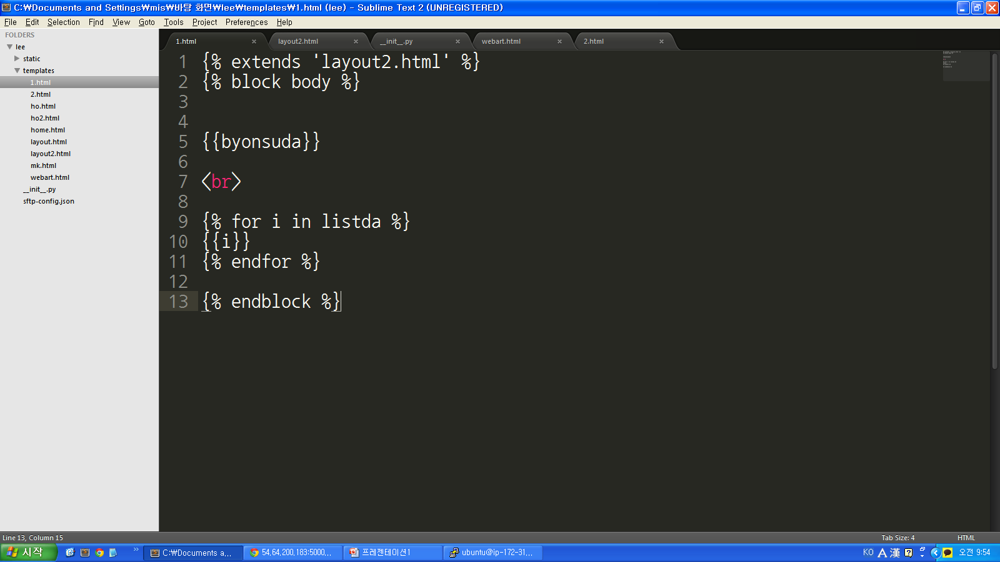 C:\Documents and Settings\mis\바탕 화면\lee\templates\1.html (lee) - Sublime Text 2 (UNREGISTERED)
File Edit Selection Find View Goto Tools Project Preferences Help
FOLDERS
lee
static
templates
1.html
2.html
ho.html
ho2.html
home.html
layout.html
layout2.html
mk.html
webart.html
__init__.py
sftp-config.json
1.html layout2.html __init__.py webart.html 2.html
1 {% extends 'layout2.html' %}
2 {% block body %}
3
4
5 {{byonsuda}}
6
7 <br>
8
9 {% for i in listda %}
10 {{i}}
11 {% endfor %}
12
13 {% endblock %}
Line 13, Column 15 Tab Size: 4 HTML
시작 C:\Documents a... 54,64,200,183:5000... 프레젠테이션1 ubuntu@ip-172-31... KO A 漢 오전 9:54